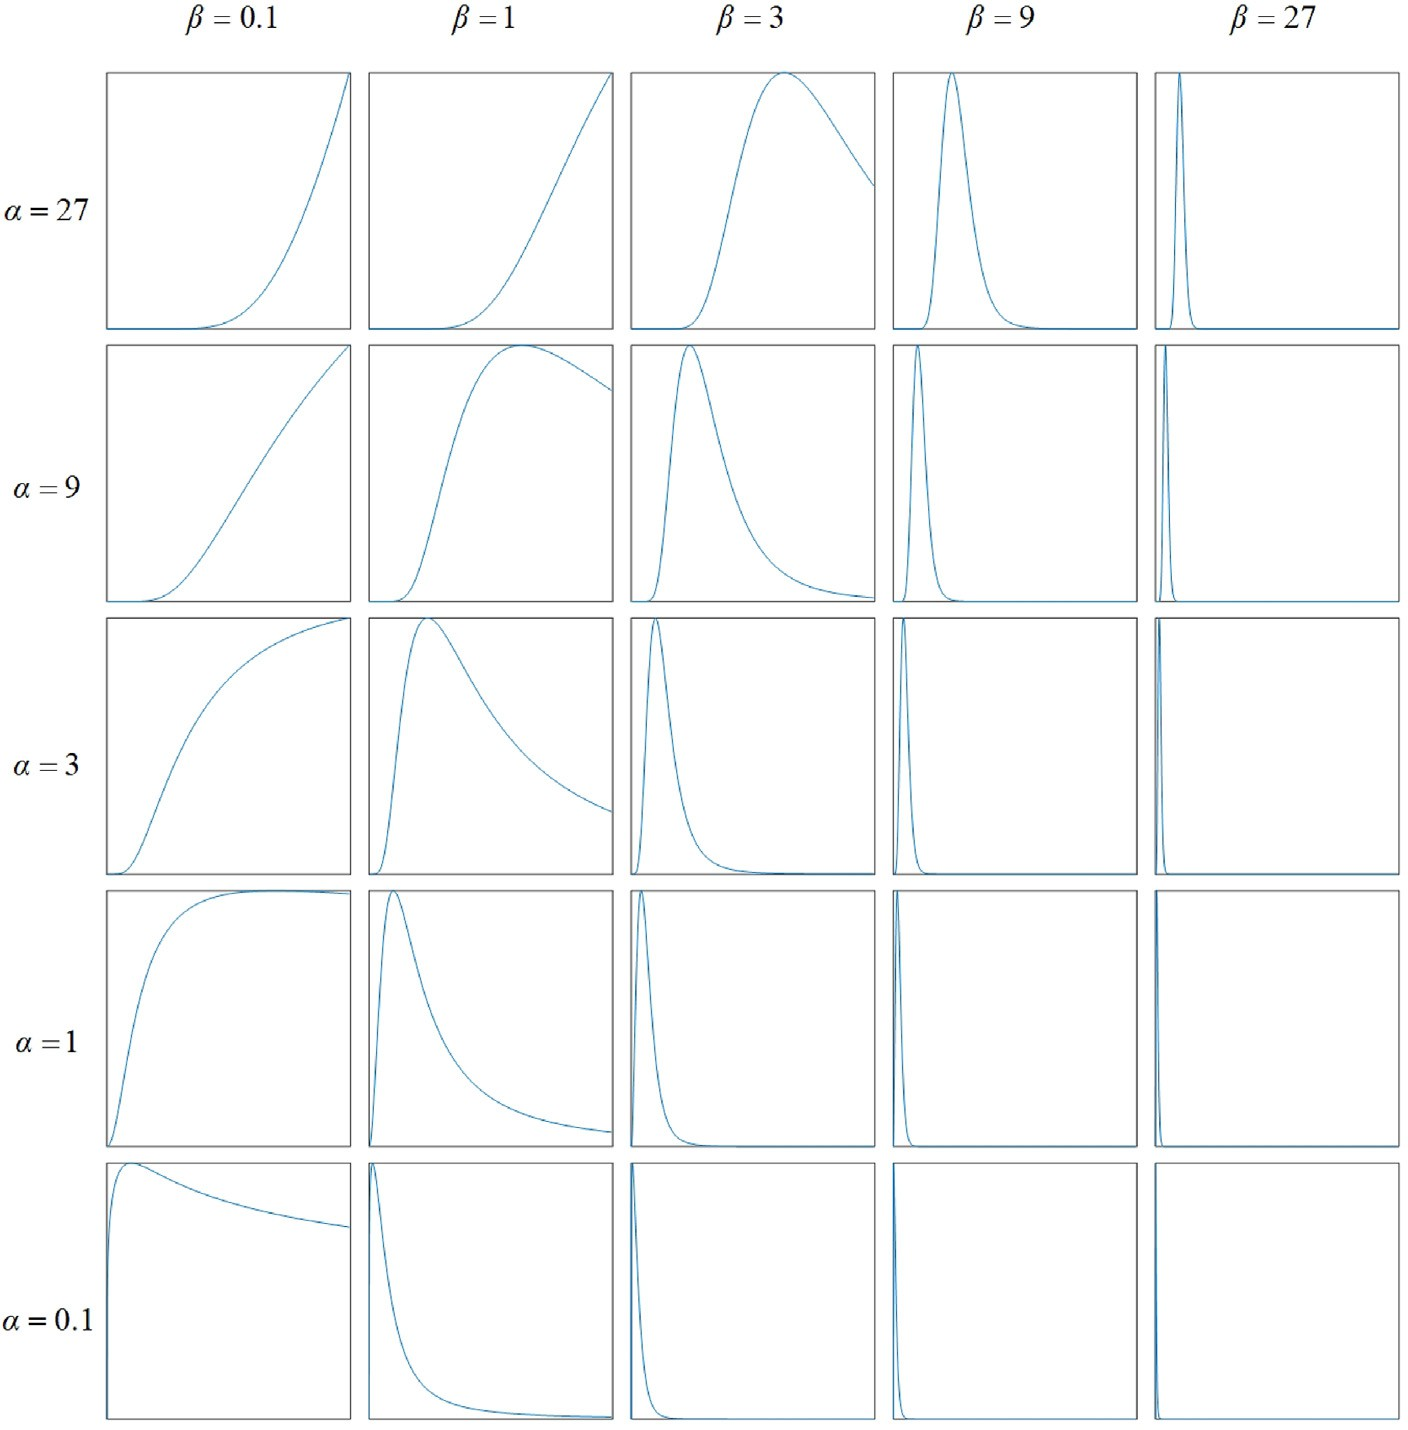 β = 0.1 β = 1 β = 3 β = 9 β = 27
α = 27
α = 9
α = 3
α = 1
α = 0.1